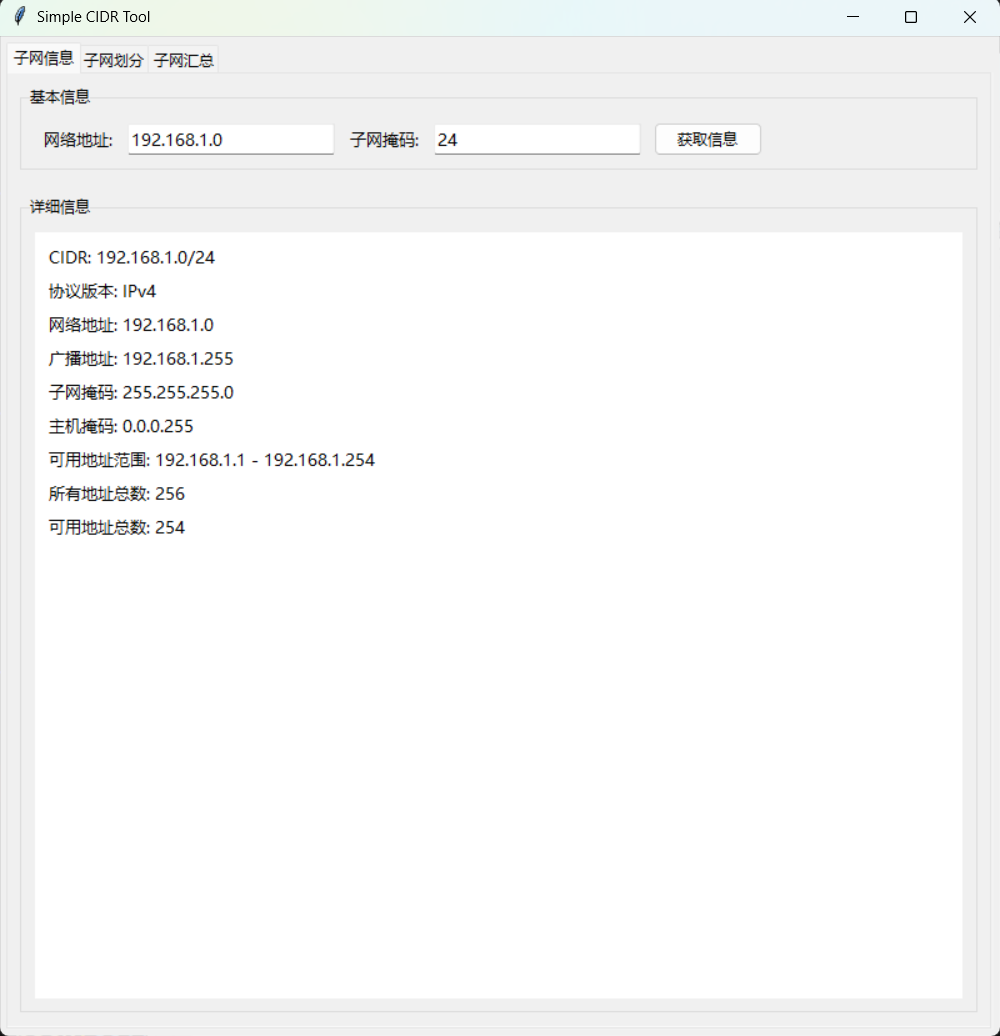 Simple CIDR Tool
子网信息 子网划分 子网汇总
基本信息
网络地址: 192.168.1.0 子网掩码: 24 获取信息
详细信息
CIDR: 192.168.1.0/24
协议版本: IPv4
网络地址: 192.168.1.0
广播地址: 192.168.1.255
子网掩码: 255.255.255.0
主机掩码: 0.0.0.255
可用地址范围: 192.168.1.1 - 192.168.1.254
所有地址总数: 256
可用地址总数: 254